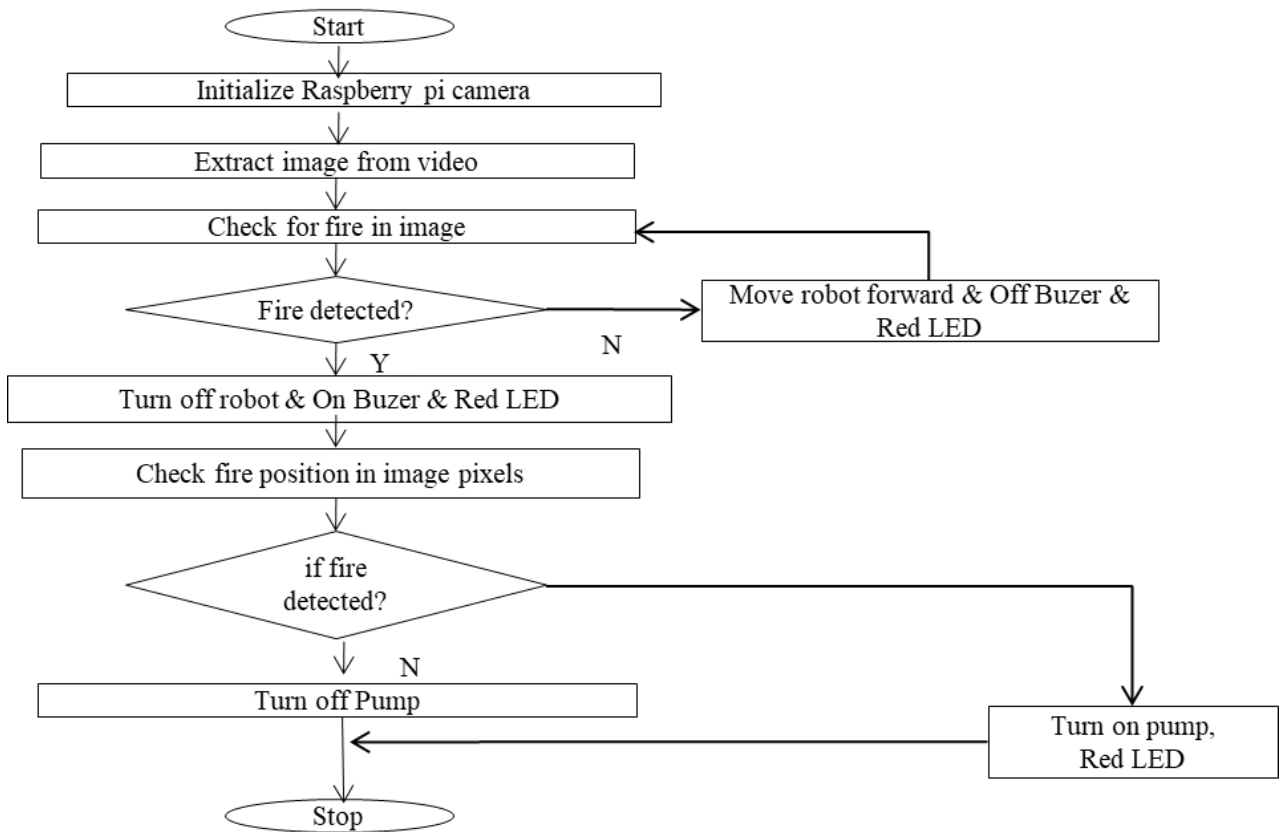 Start
Initialize Raspberry pi camera
Extract image from video
Check for fire in image
Fire detected?
N
Move robot forward & Off Buzer &
Red LED
Y
Turn off robot & On Buzer & Red LED
Check fire position in image pixels
if fire
detected?
N
Turn off Pump
Turn on pump,
Red LED
Stop